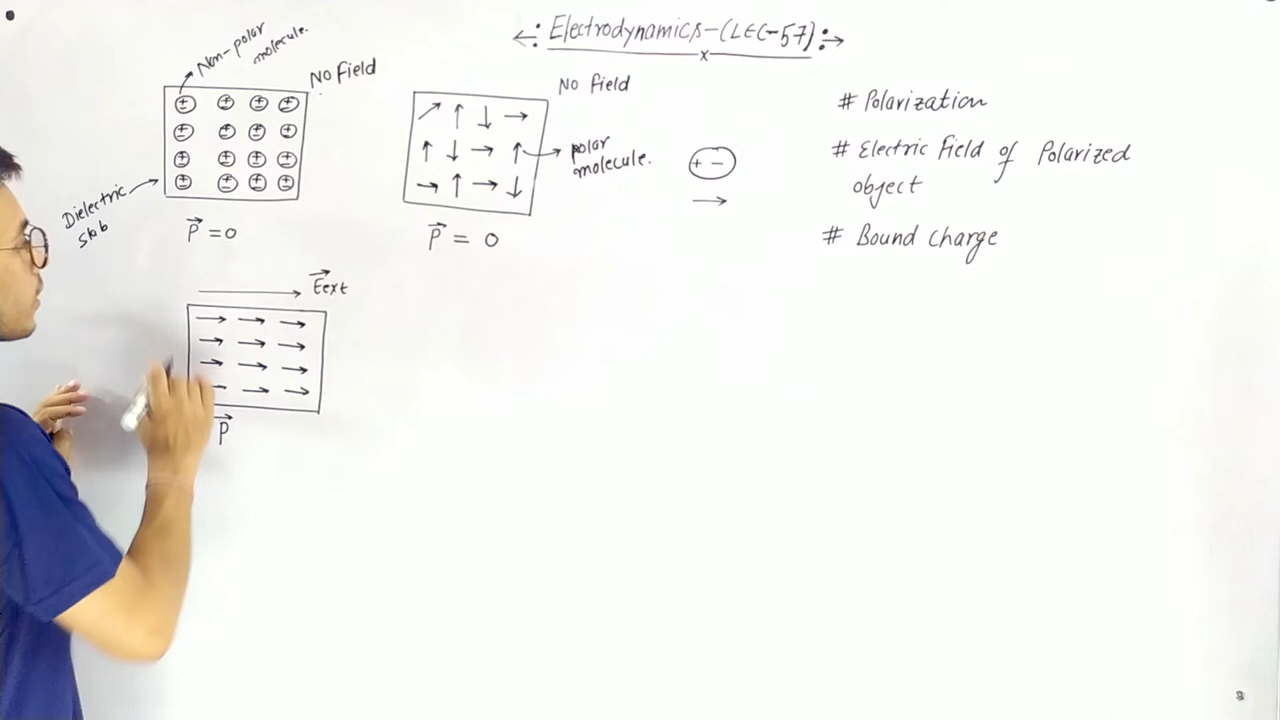 Electrodynamics-(LEC-57)
x
Non-polar
molecule.
No field
± ± ± ±
± ± ± ±
± ± ± ±
± ± ± ±
Dielectric
slab
P = 0
No field
polar
molecule.
+ -
P = 0
# Polarization
# Electric field of Polarized
object
# Bound charge
Eext
P